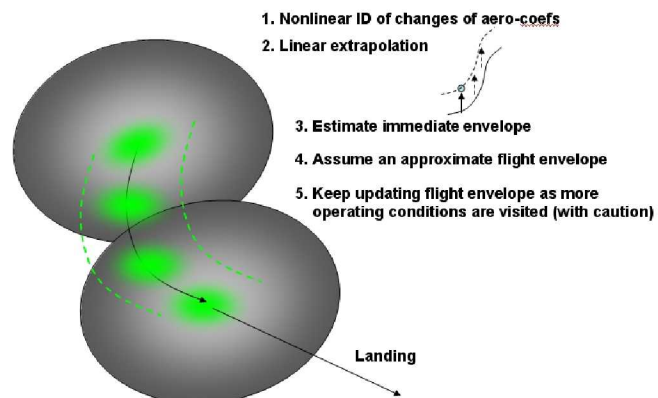 1. Nonlinear ID of changes of aero-coefs
2. Linear extrapolation
3. Estimate immediate envelope
4. Assume an approximate flight envelope
5. Keep updating flight envelope as more
operating conditions are visited (with caution)
Landing